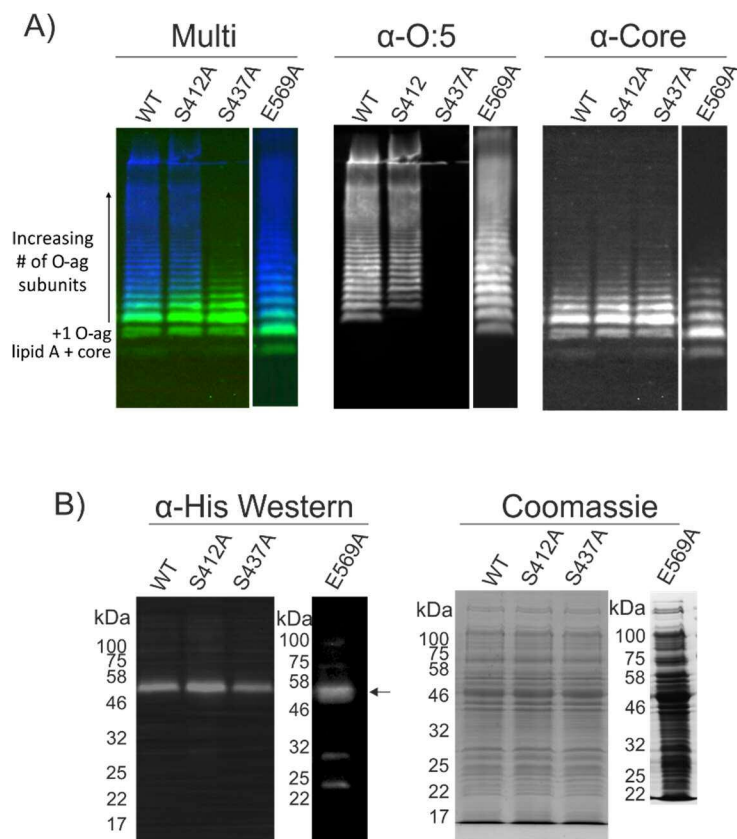 A)
Multi
α-O:5
α-Core
WT
S412A
S437A
E569A
WT
S412
S437A
E569A
WT
S412A
S437A
E569A
Increasing
# of O-ag
subunits
+1 O-ag
lipid A + core
B)
α-His Western
Coomassie
WT
S412A
S437A
E569A
WT
S412A
S437A
E569A
kDa
100
75
58
46
32
25
22
17
kDa
100
75
58
46
32
25
22
kDa
100
75
58
46
32
25
22
17
kDa
100
75
58
46
32
25
22